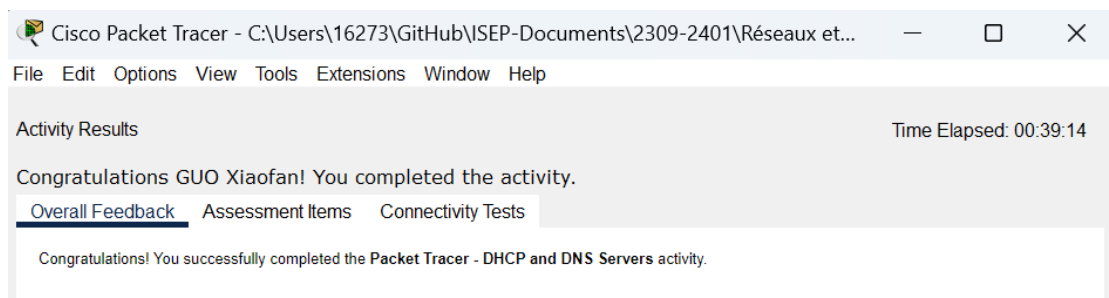 Cisco Packet Tracer - C:\Users\16273\GitHub\ISEP-Documents\2309-2401\Réseaux et...
File Edit Options View Tools Extensions Window Help
Activity Results Time Elapsed: 00:39:14
Congratulations GUO Xiaofan! You completed the activity.
Overall Feedback Assessment Items Connectivity Tests
Congratulations! You successfully completed the Packet Tracer - DHCP and DNS Servers activity.